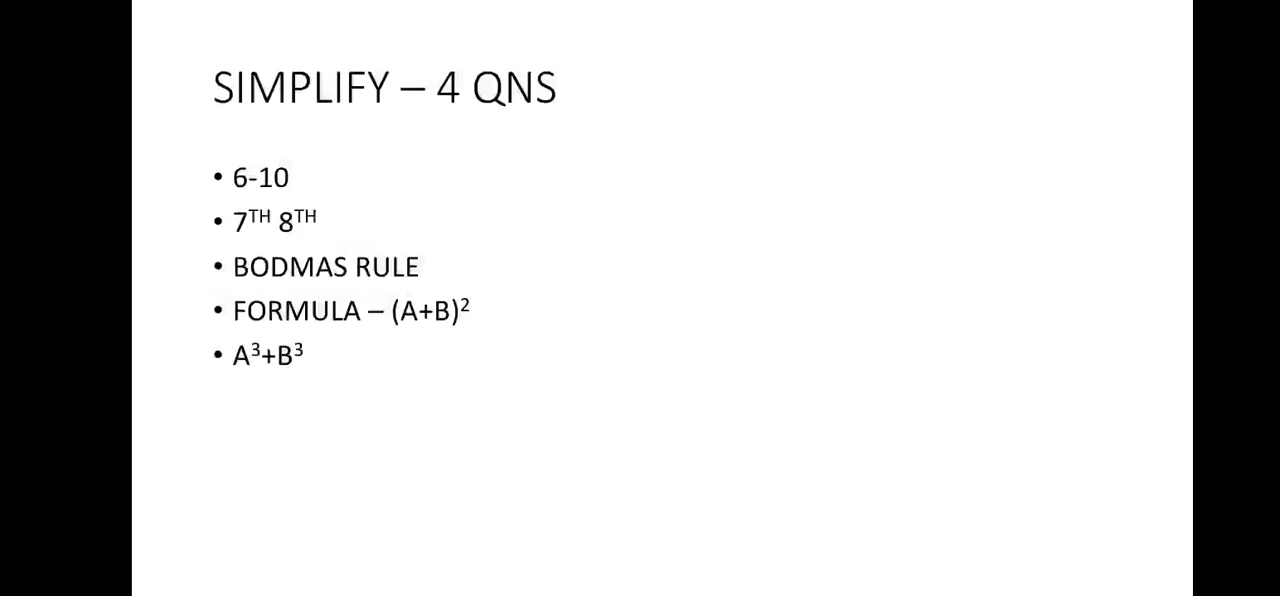 SIMPLIFY – 4 QNS
• 6-10
• 7ᵀᴴ 8ᵀᴴ
• BODMAS RULE
• FORMULA – (A+B)²
• A³+B³